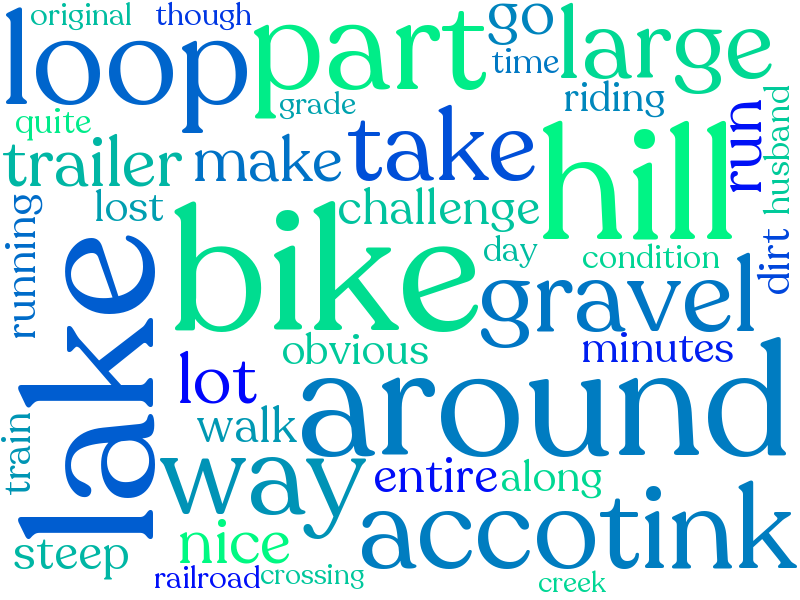 original
though
go
loop
part
large
time
grade
riding
quite
trailer
make
take
hill
run
husband
lost
challenge
running
lake
bike
day
condition
dirt
gravel
obvious
minutes
lot
around
walk
train
way
entire
along
accotink
steep
nice
railroad
crossing
creek